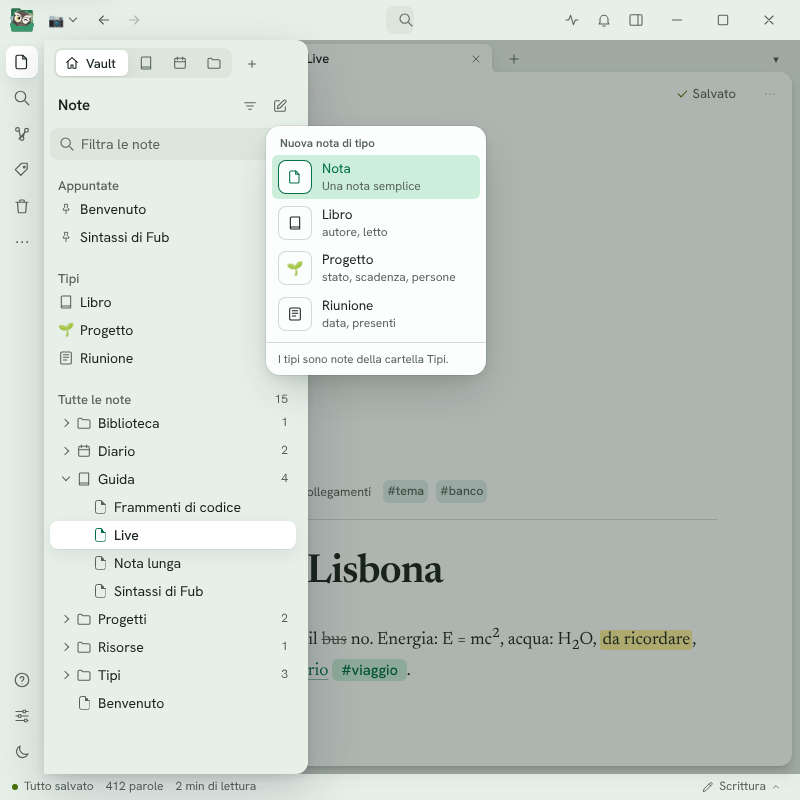 Vault
Live
Note
Salvato
Filtra le note
Nuova nota di tipo
Nota
Una nota semplice
Libro
autore, letto
Progetto
stato, scadenza, persone
Riunione
data, presenti
I tipi sono note della cartella Tipi.
Appuntate
Benvenuto
Sintassi di Fub
Tipi
Libro
Progetto
Riunione
Tutte le note 15
Biblioteca 1
Diario 2
Guida 4
Frammenti di codice
Live
Nota lunga
Sintassi di Fub
Progetti 2
Risorse 1
Tipi 3
Benvenuto
ollegamenti #tema #banco
Lisbona
il bus no. Energia: E = mc², acqua: H₂O, da ricordare,
rio #viaggio.
Tutto salvato 412 parole 2 min di lettura
Scrittura